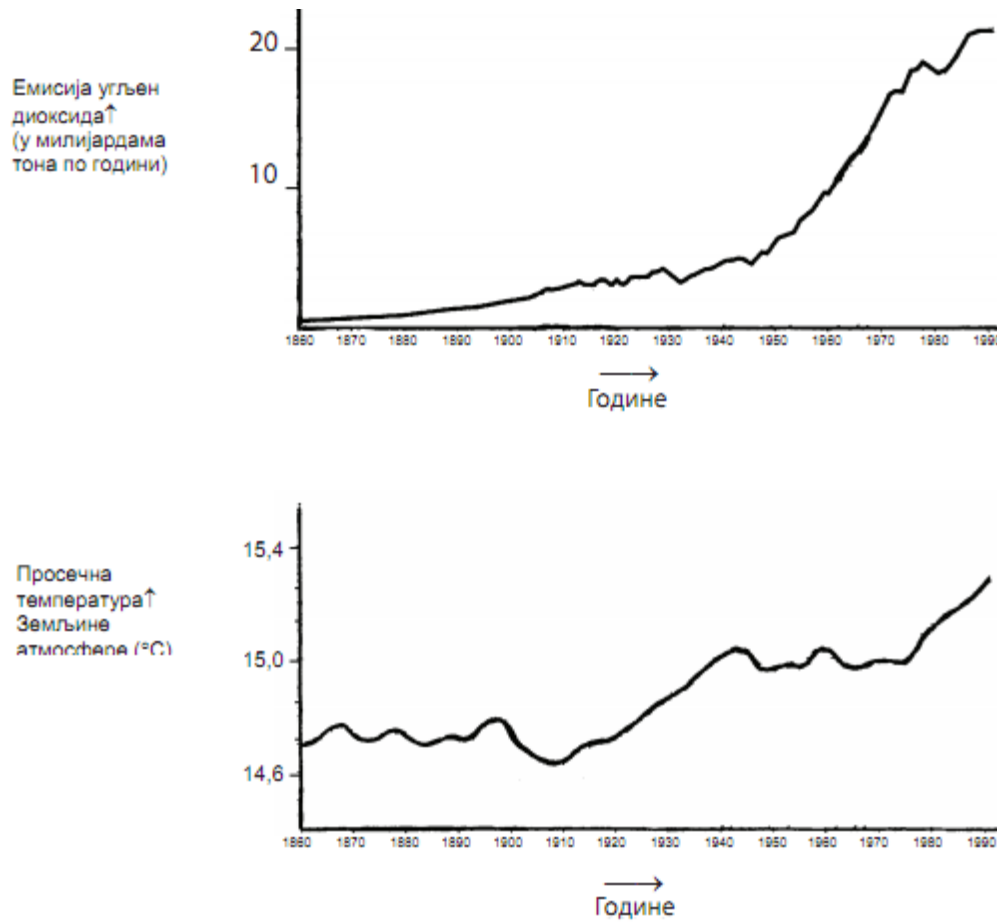 20
Емисија угљен
диоксида↑
(у милијардама
тона по години)
10
1860 1870 1880 1890 1900 1910 1920 1930 1940 1950 1960 1970 1980 1990
→
Године
15,4
Просечна
температура↑
Земљине
атмосфере (°C)
15,0
14,6
1860 1870 1880 1890 1900 1910 1920 1930 1940 1950 1960 1970 1980 1990
→
Године